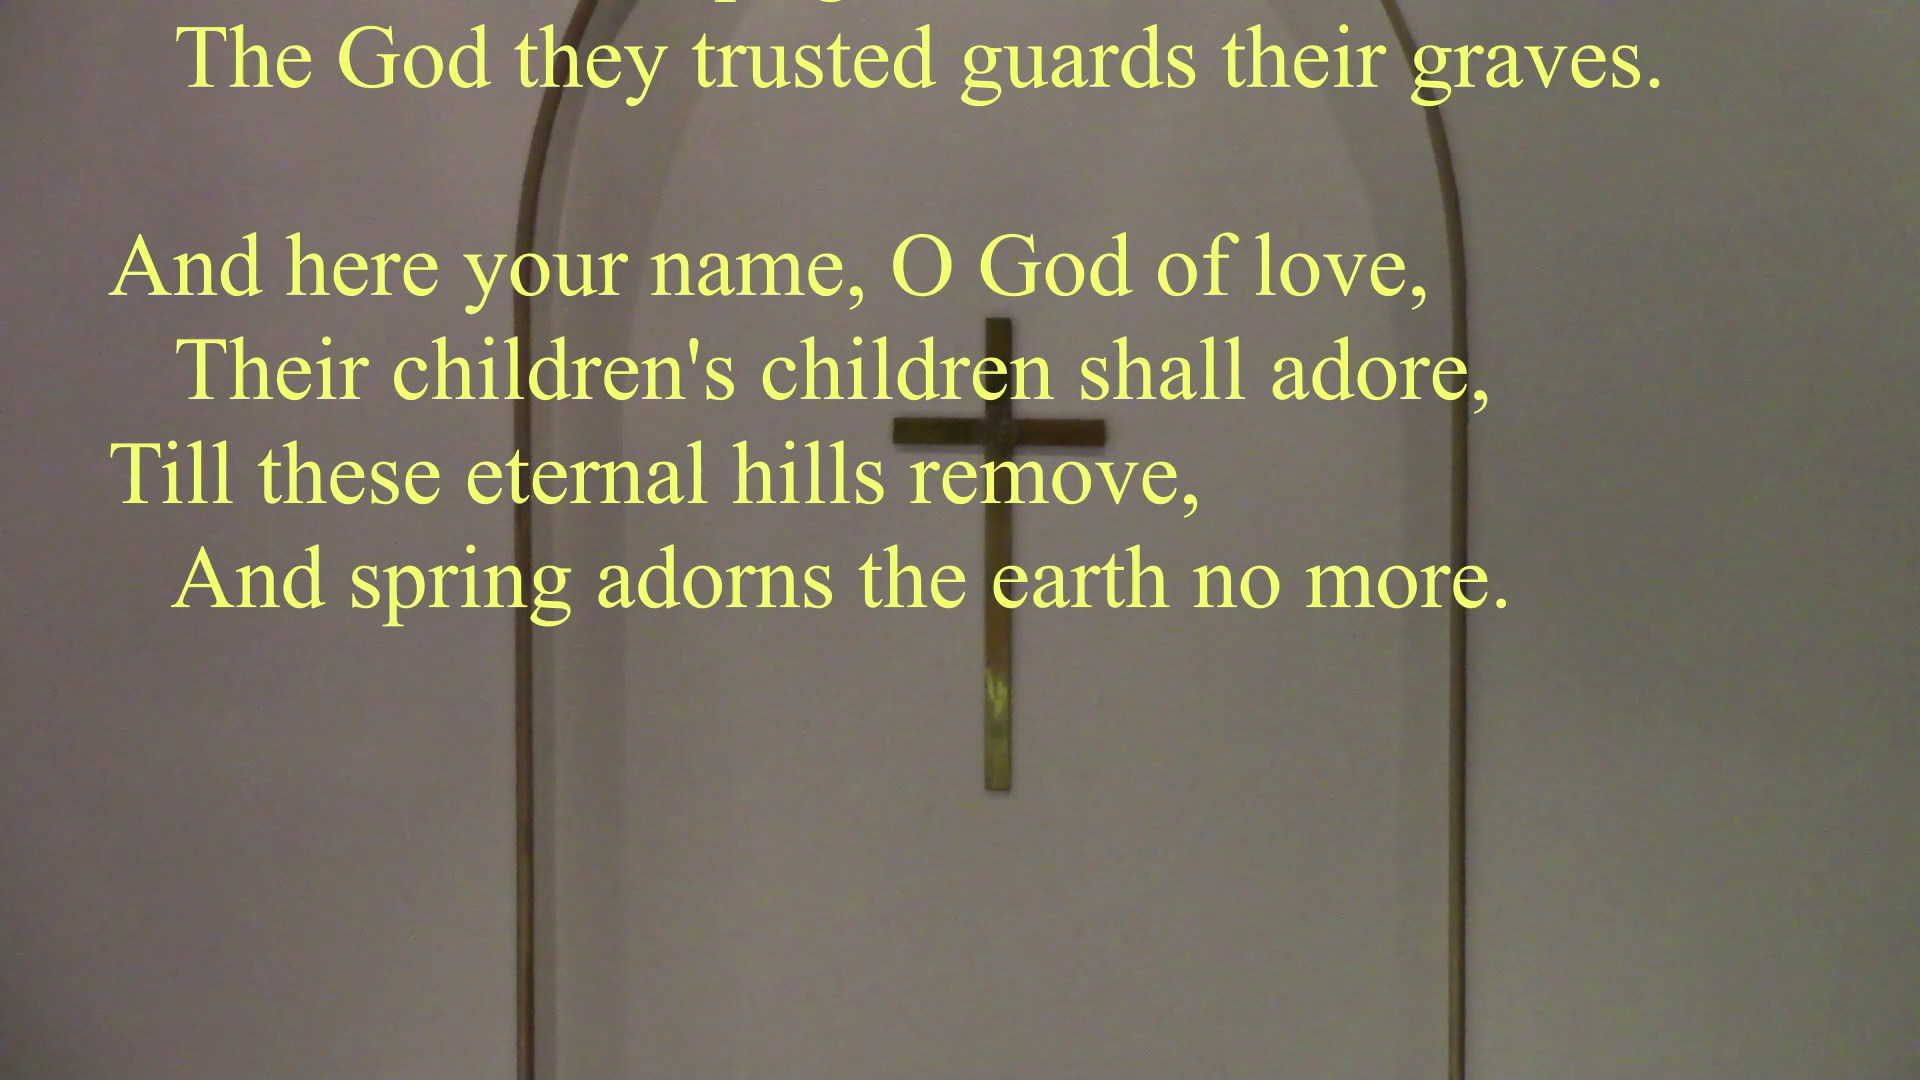 The God they trusted guards their graves.
And here your name, O God of love,
Their children's children shall adore,
Till these eternal hills remove,
And spring adorns the earth no more.